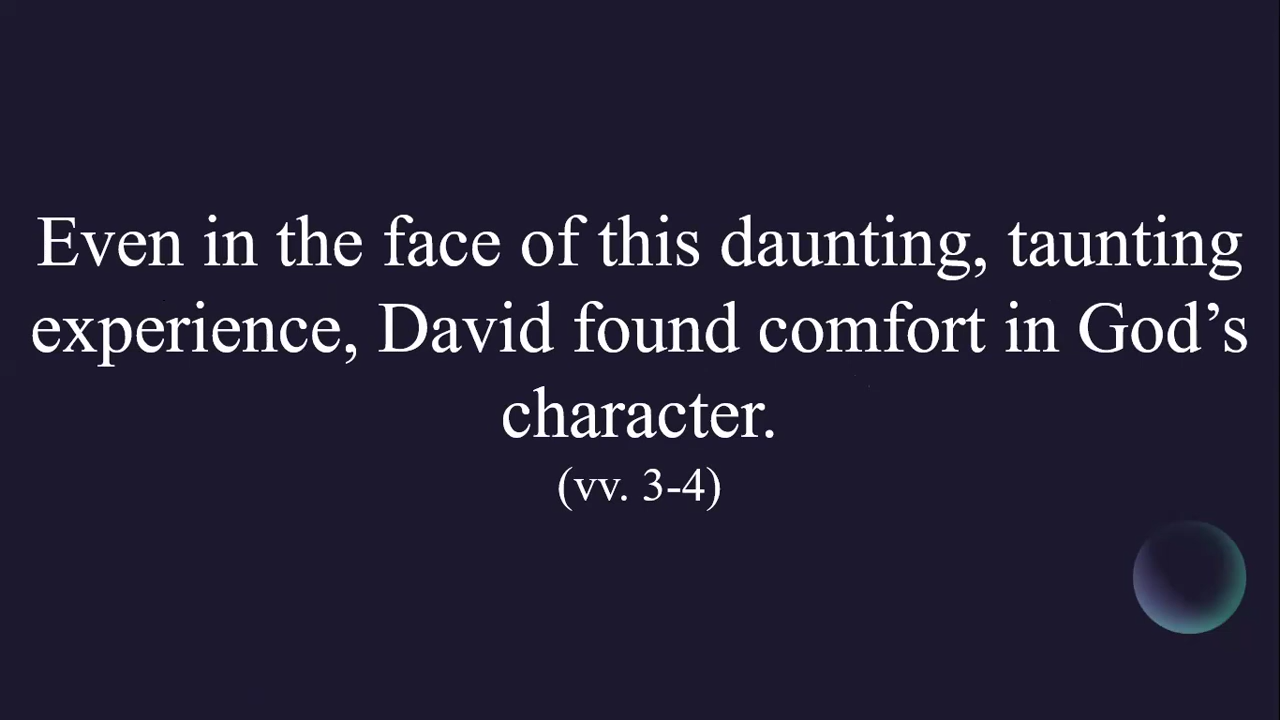 Even in the face of this daunting, taunting
experience, David found comfort in God’s
character.
(vv. 3-4)